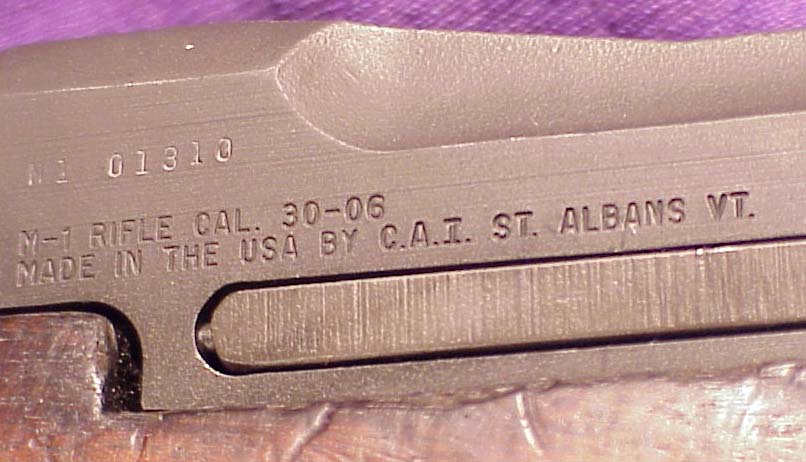 M1 01310
M-1 RIFLE CAL. 30-06
MADE IN THE USA BY C.A.I. ST. ALBANS VT.